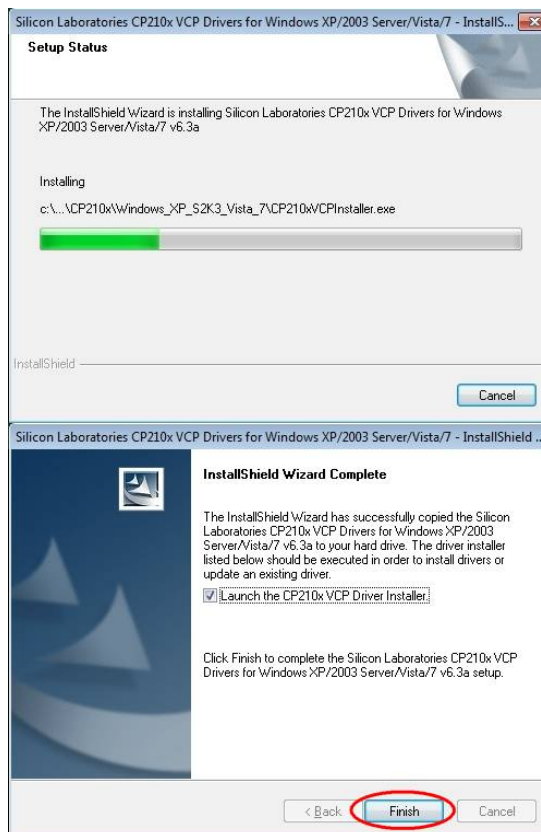 Silicon Laboratories CP210x VCP Drivers for Windows XP/2003 Server/Vista/7 - InstallS...
Setup Status
The InstallShield Wizard is installing Silicon Laboratories CP210x VCP Drivers for Windows
XP/2003 Server/Vista/7 v6.3a
Installing
c:\...\CP210x\Windows_XP_S2K3_Vista_7\CP210xVCPInstaller.exe
InstallShield
Cancel
Silicon Laboratories CP210x VCP Drivers for Windows XP/2003 Server/Vista/7 - InstallShield ..
InstallShield Wizard Complete
The InstallShield Wizard has successfully copied the Silicon
Laboratories CP210x VCP Drivers for Windows XP/2003
Server/Vista/7 v6.3a to your hard drive. The driver installer
listed below should be executed in order to install drivers or
update an existing driver.
Launch the CP210x VCP Driver Installer.
Click Finish to complete the Silicon Laboratories CP210x VCP
Drivers for Windows XP/2003 Server/Vista/7 v6.3a setup.
< Back Finish Cancel